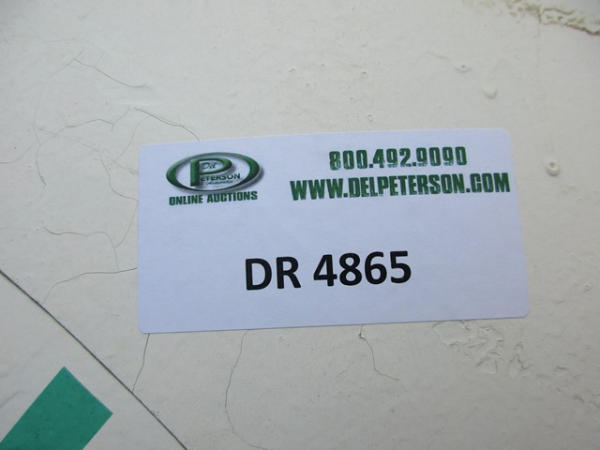 Del
PETERSON
ONLINE AUCTIONS
800.492.9090
WWW.DELPETERSON.COM
DR 4865